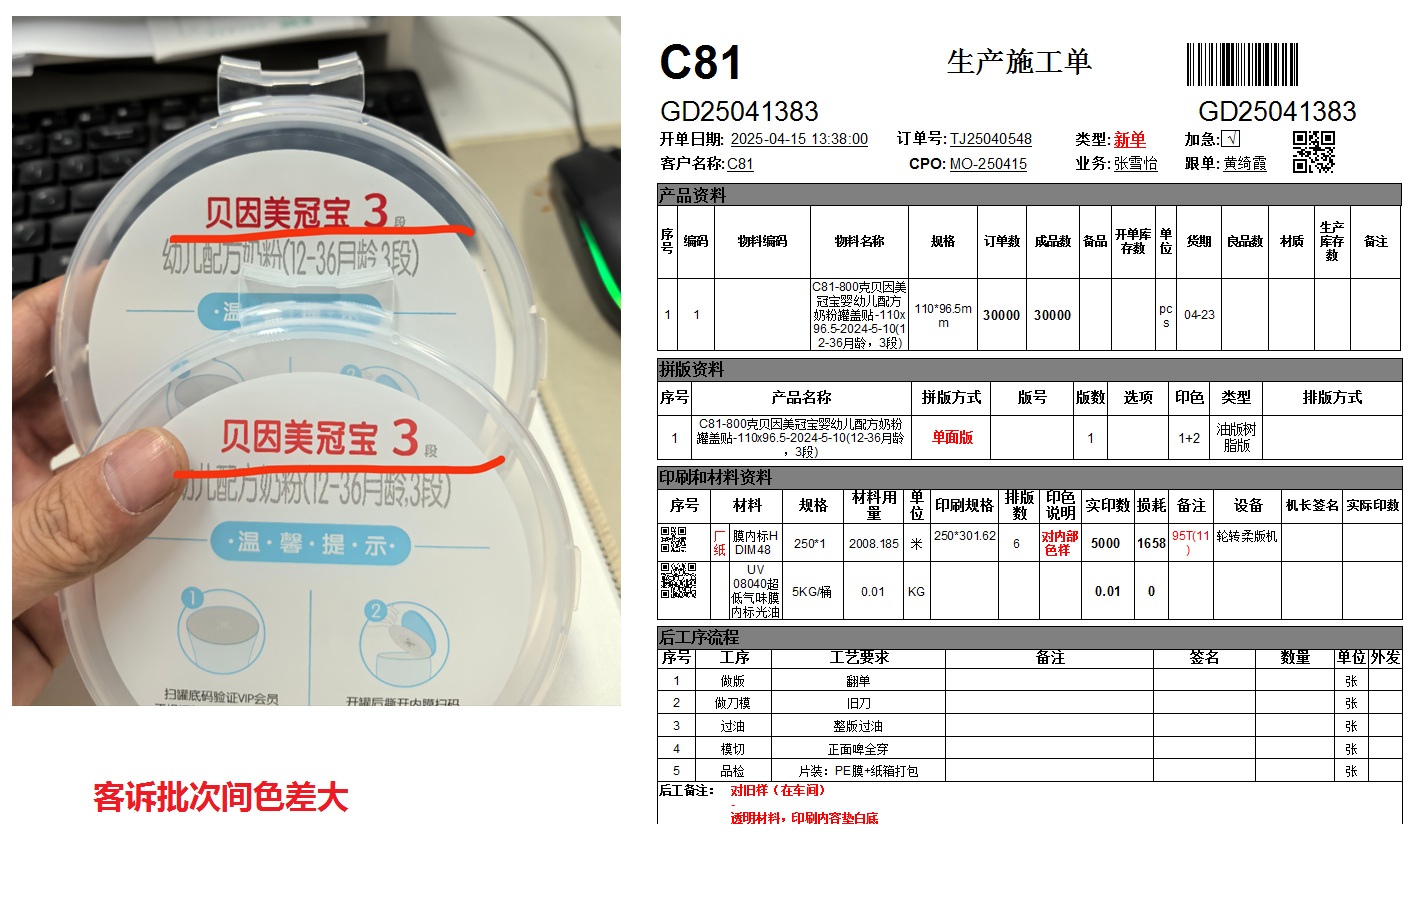 贝因美冠宝 3 段
幼儿配方奶粉(12-36月龄,3段)
·温 提·示·
贝因美冠宝 3 段
幼儿配方奶粉(12-36月龄,3段)
·温·馨·提·示·
1
2
扫罐底码验证VIP会员
开罐后撕开内膜扫码
客诉批次间色差大
C81
生产施工单
GD25041383
GD25041383
开单日期: 2025-04-15 13:38:00 订单号: TJ25040548 类型: 新单 加急: √
客户名称: C81 CPO: MO-250415 业务: 张雪怡 跟单: 黄绮霞
产品资料
序号 编码 物料编码 物料名称 规格 订单数 成品数 备品 开单库存数 单位 货期 良品数 材质 生产库存数 备注
1 1 C81-800克贝因美冠宝婴幼儿配方奶粉罐盖贴-110x96.5-2024-5-10(12-36月龄，3段) 110*96.5mm 30000 30000 pcs 04-23
拼版资料
序号 产品名称 拼版方式 版号 版数 选项 印色 类型 排版方式
1 C81-800克贝因美冠宝婴幼儿配方奶粉罐盖贴-110x96.5-2024-5-10(12-36月龄，3段) 单面版 1 1+2 油版树脂版
印刷和材料资料
序号 材料 规格 材料用量 单位 印刷规格 排版数 印色说明 实印数 损耗 备注 设备 机长签名 实际印数
厂纸 膜内标HDIM48 250*1 2008.185 米 250*301.62 6 对内部色样 5000 1658 95T(11) 轮转柔版机
UV 08040超低气味膜内标光油 5KG/桶 0.01 KG 0.01 0
后工序流程
序号 工序 工艺要求 备注 签名 数量 单位 外发
1 做版 翻单 张
2 做刀模 旧刀 张
3 过油 整版过油 张
4 模切 正面啤全穿 张
5 品检 片装：PE膜+纸箱打包 张
后工备注： 对旧样（在车间）
-
透明材料，印刷内容垫白底